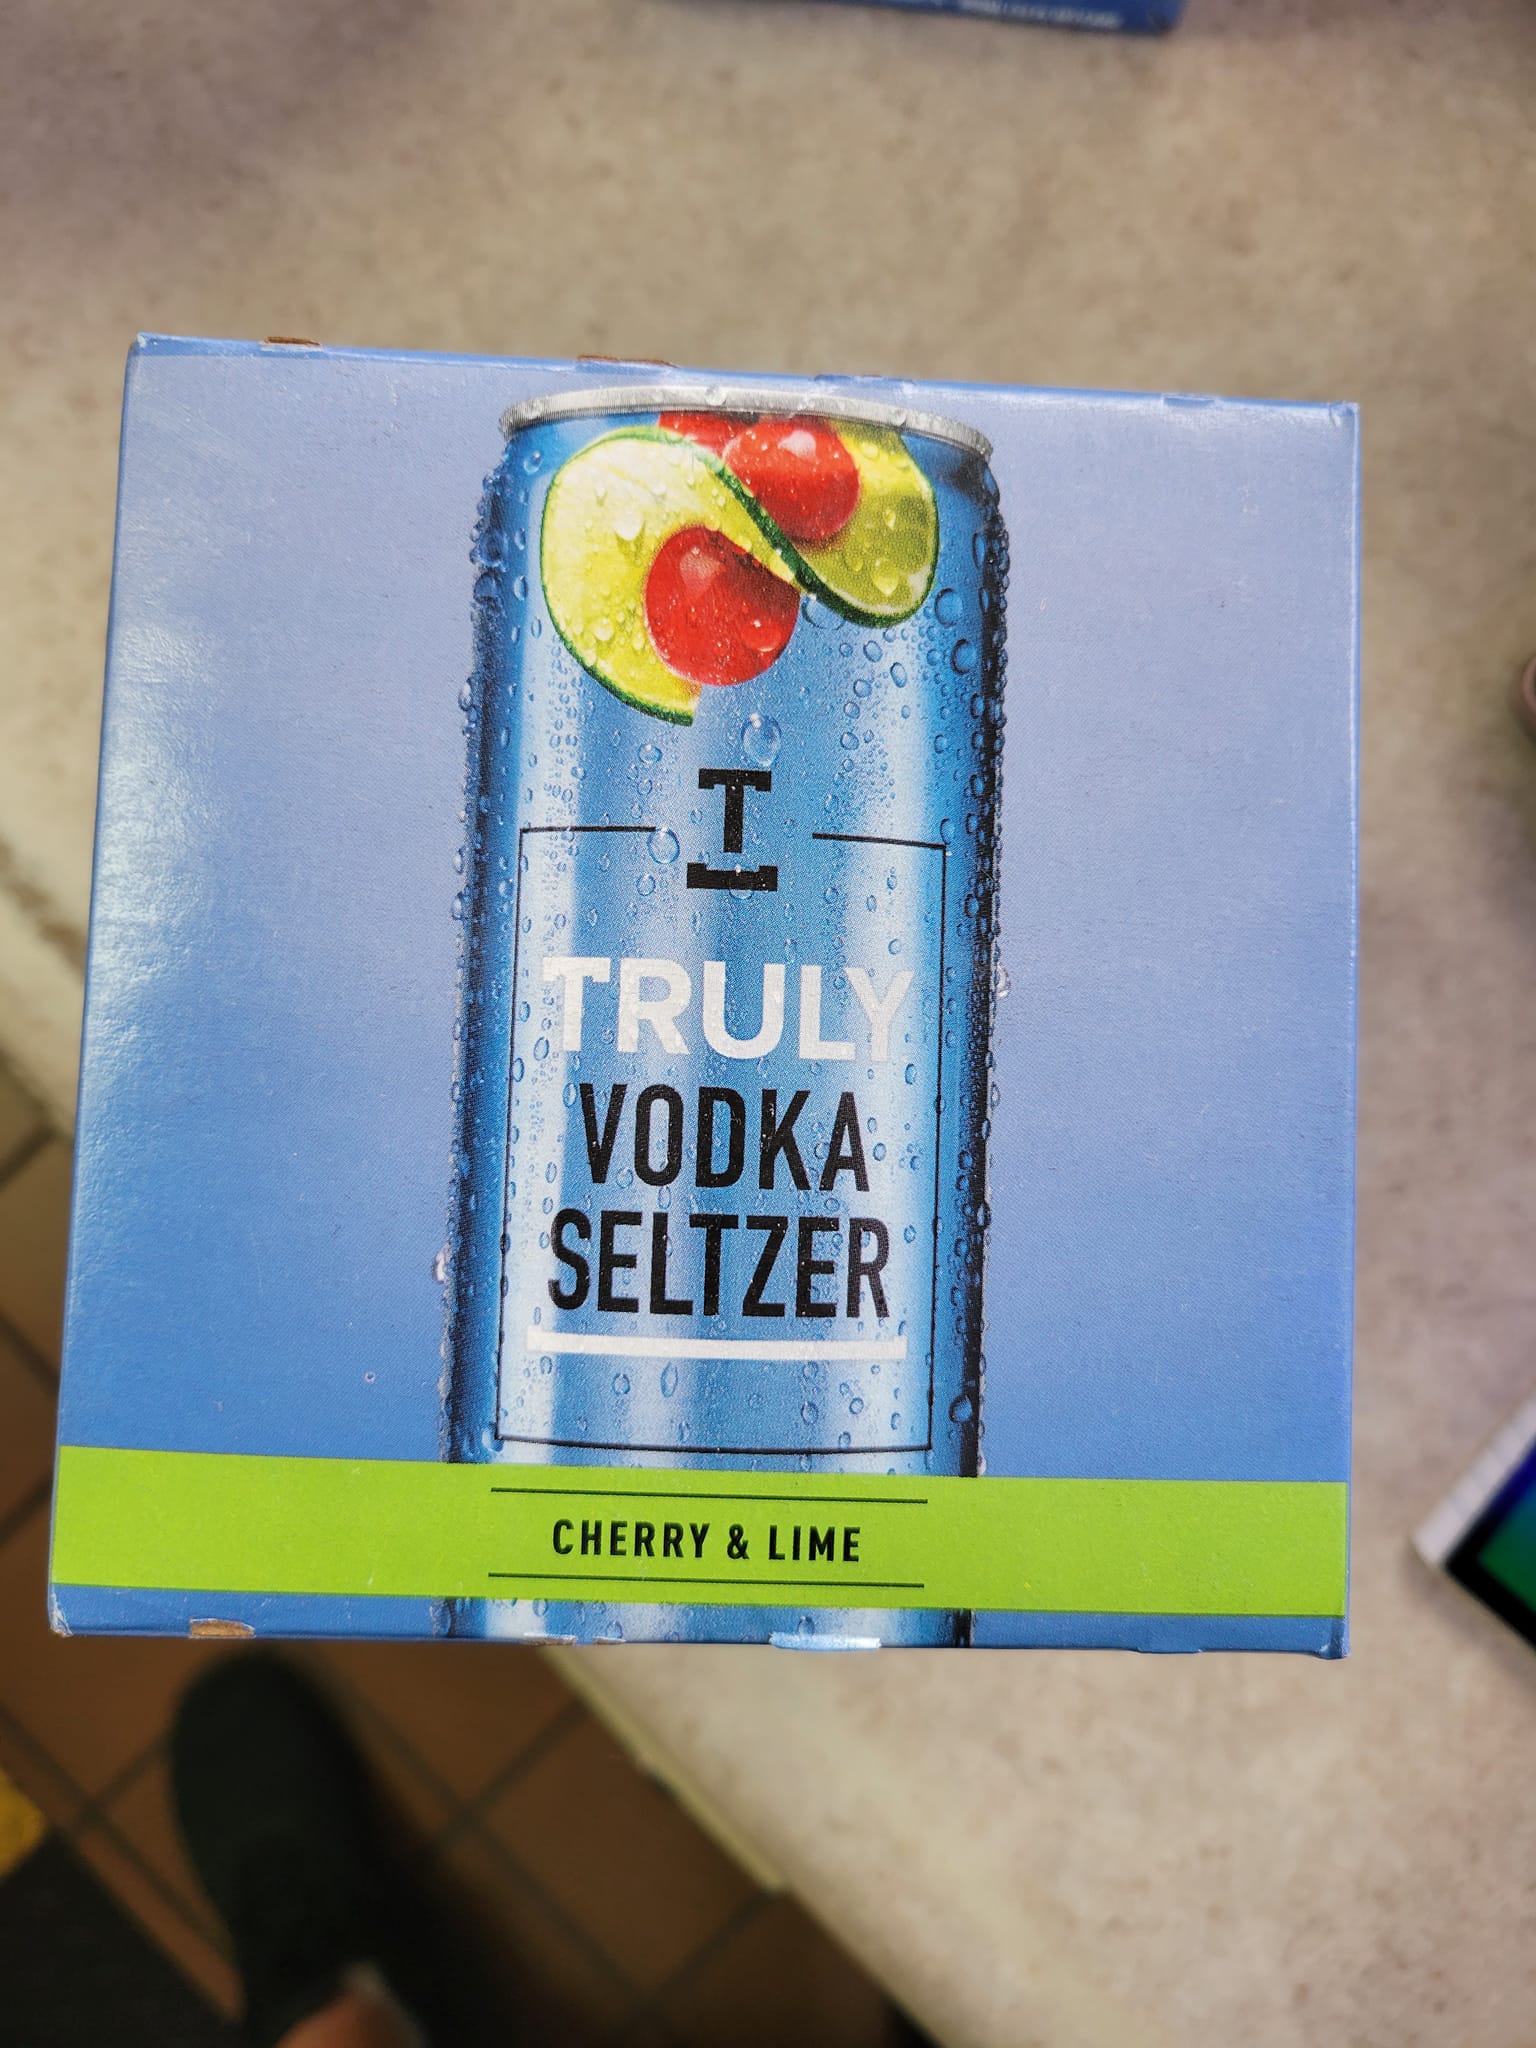 T
TRULY
VODKA
SELTZER
CHERRY & LIME